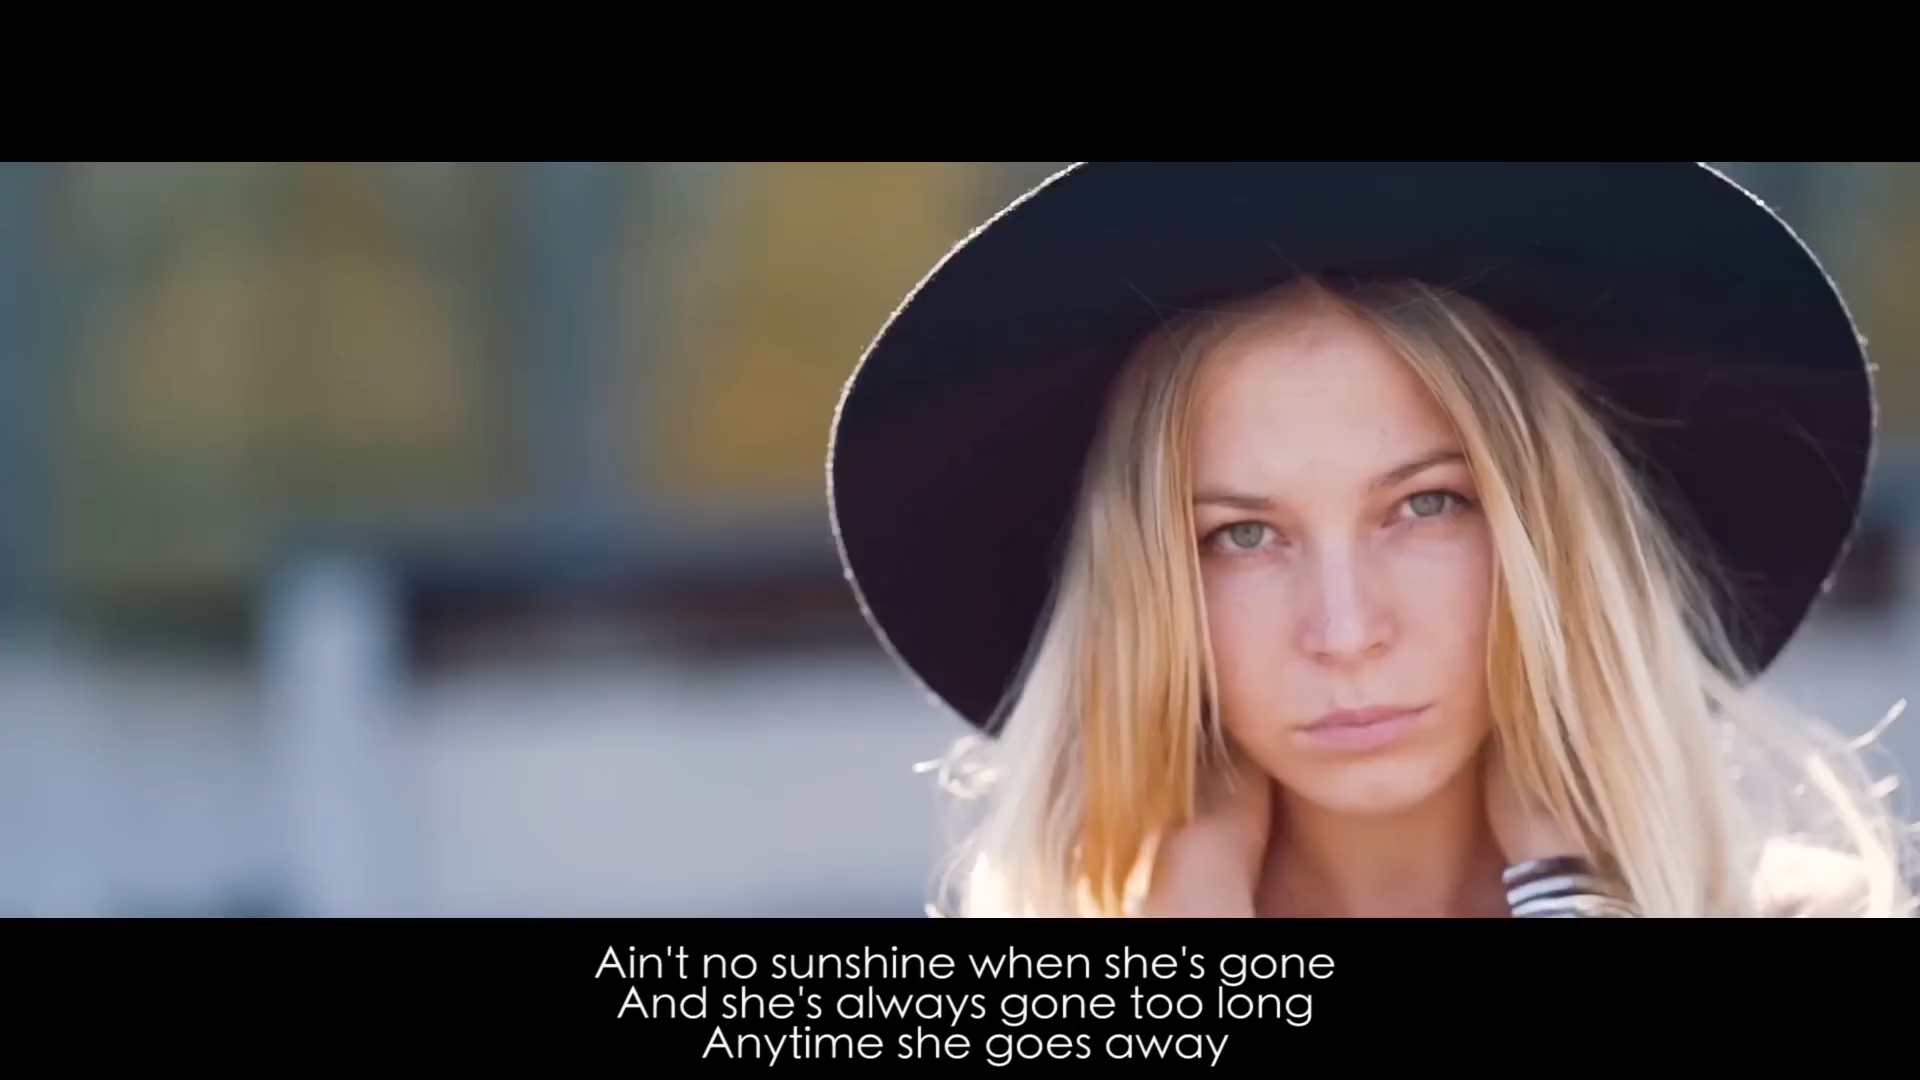 Ain't no sunshine when she's gone
And she's always gone too long
Anytime she goes away